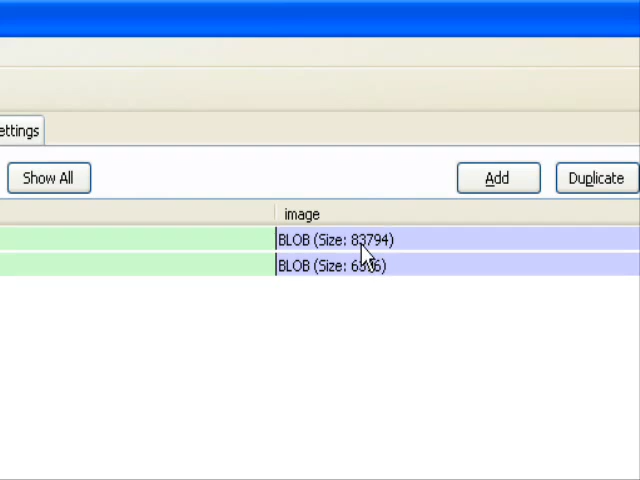 ettings
Show All
Add
Duplicate
image
BLOB (Size: 83794)
BLOB (Size: